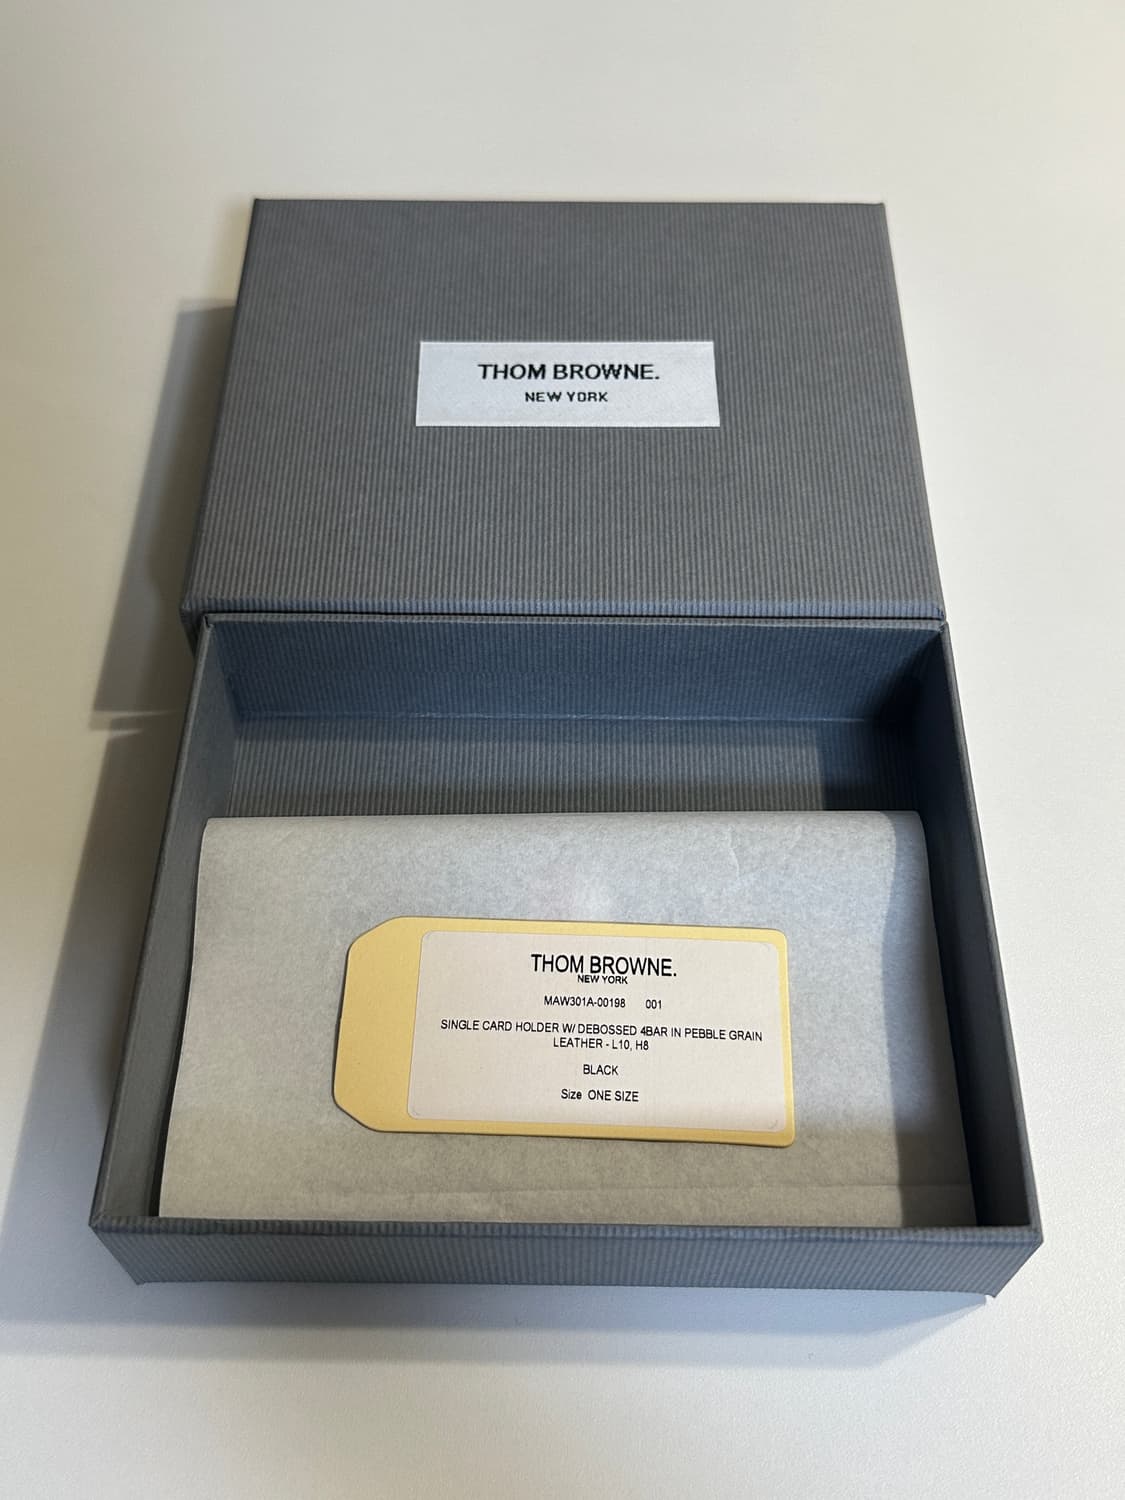 THOM BROWNE.
NEW YORK
THOM BROWNE.
NEW YORK
MAW301A-00198 001
SINGLE CARD HOLDER W/ DEBOSSED 4BAR IN PEBBLE GRAIN
LEATHER - L10, H8
BLACK
Size ONE SIZE